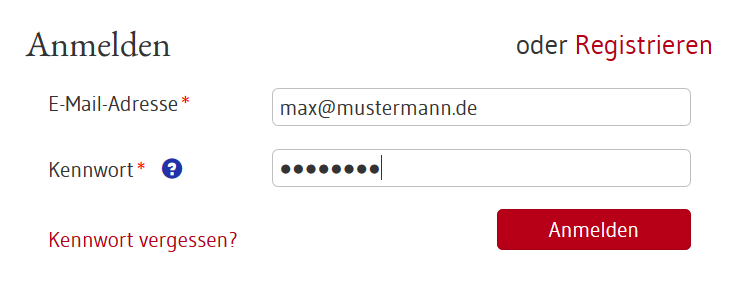 Anmelden oder Registrieren
E-Mail-Adresse* max@mustermann.de
Kennwort* ? ●●●●●●●●
Kennwort vergessen? Anmelden